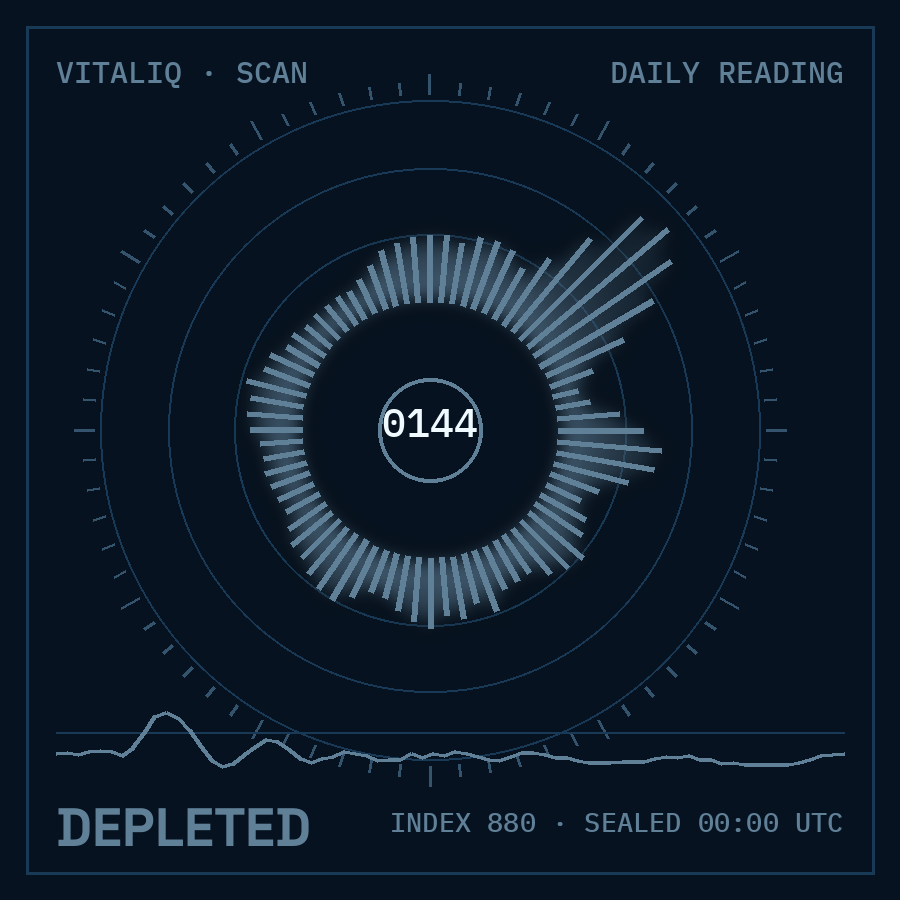 VITALIQ · SCAN
DAILY READING
0144
DEPLETED
INDEX 880 · SEALED 00:00 UTC